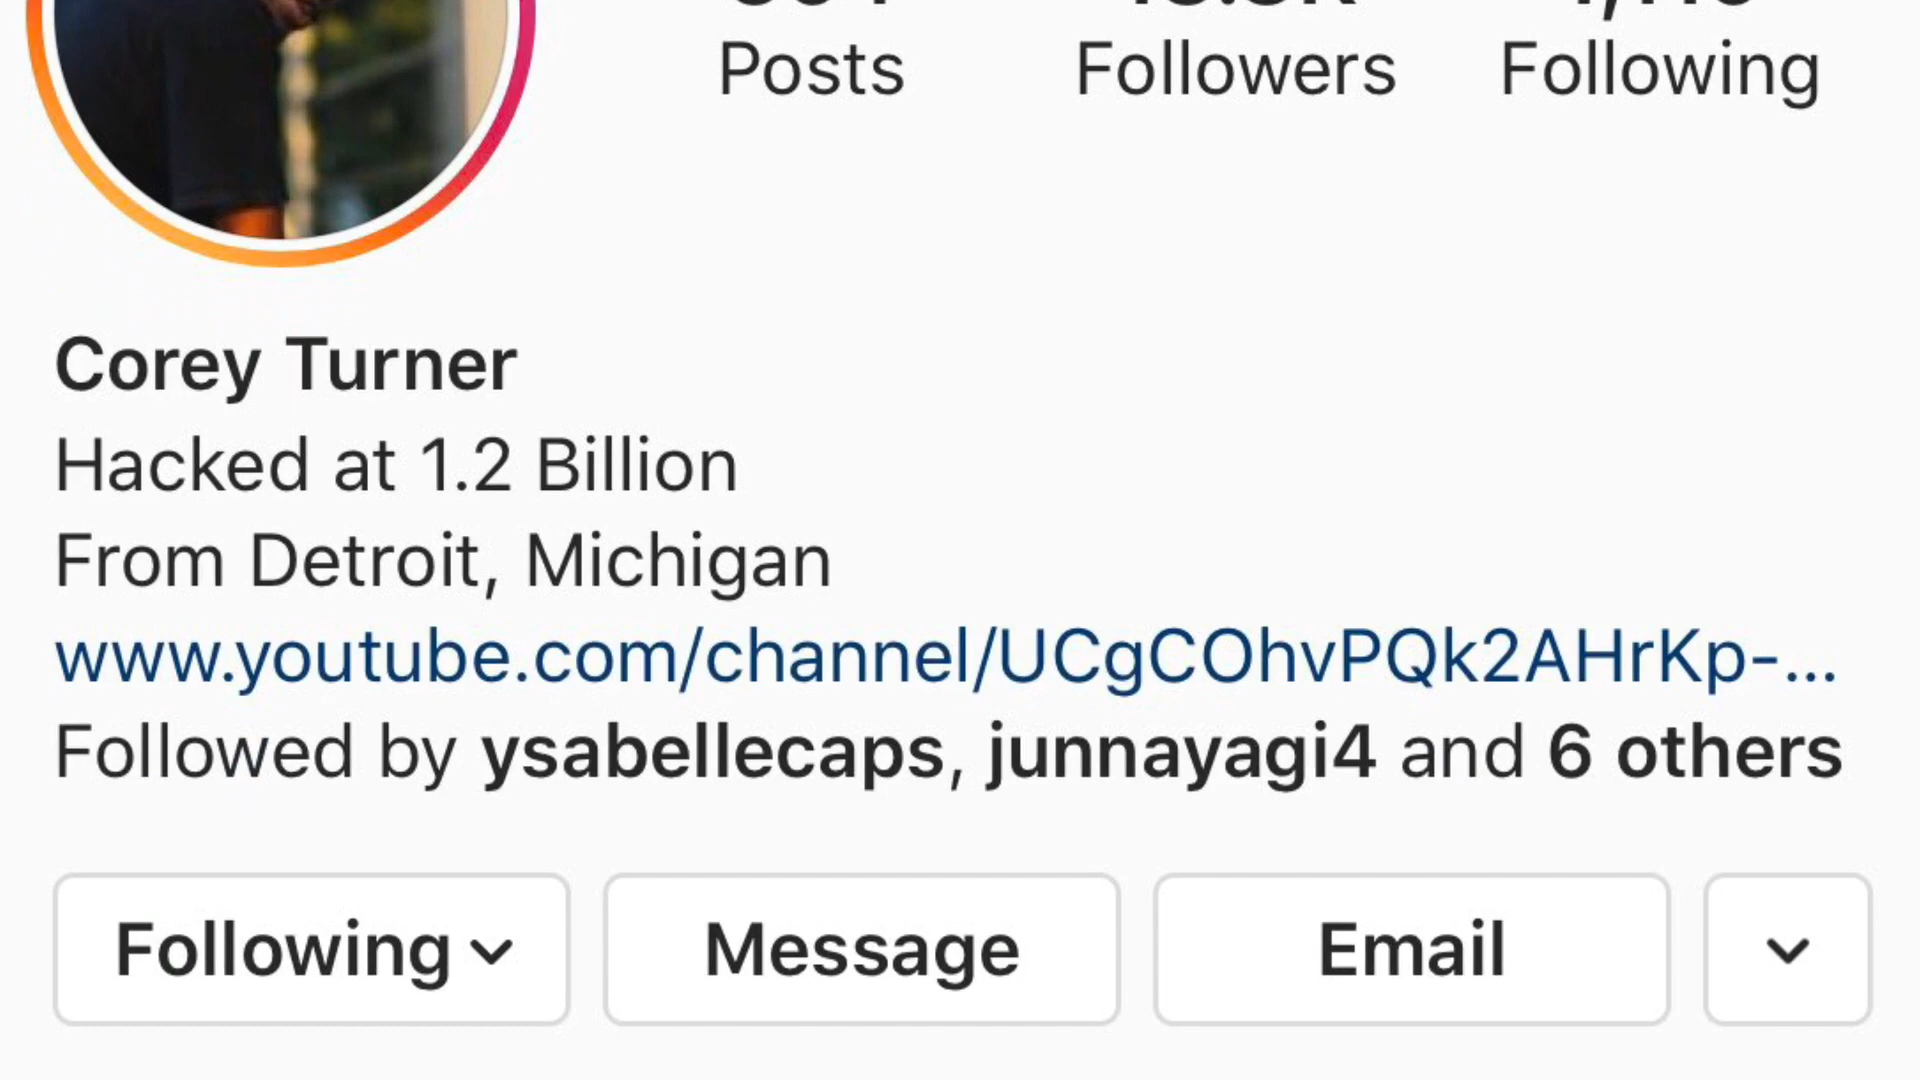 Posts Followers Following
Corey Turner
Hacked at 1.2 Billion
From Detroit, Michigan
www.youtube.com/channel/UCgCOhvPQk2AHrKp-...
Followed by ysabellecaps, junnayagi4 and 6 others
Following Message Email